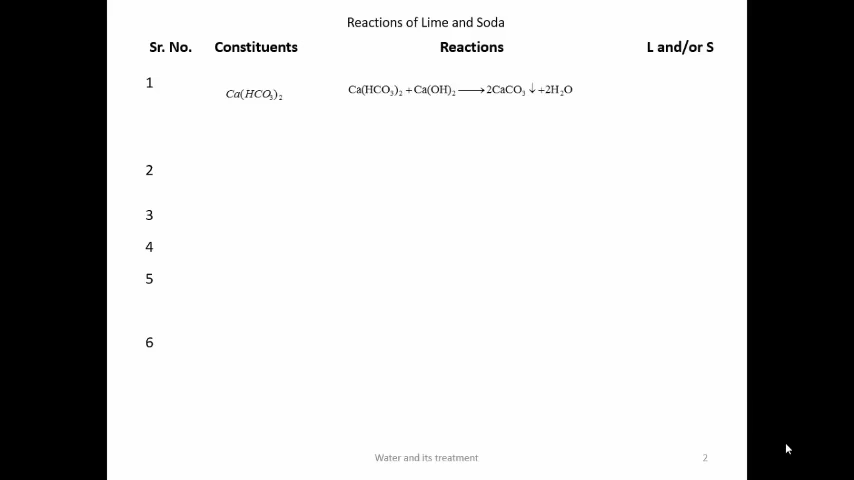 Reactions of Lime and Soda
Sr. No. Constituents Reactions L and/or S
1 Ca(HCO₃)₂ Ca(HCO₃)₂ + Ca(OH)₂ ⟶ 2CaCO₃ ↓ +2H₂O
2
3
4
5
6
Water and its treatment 2